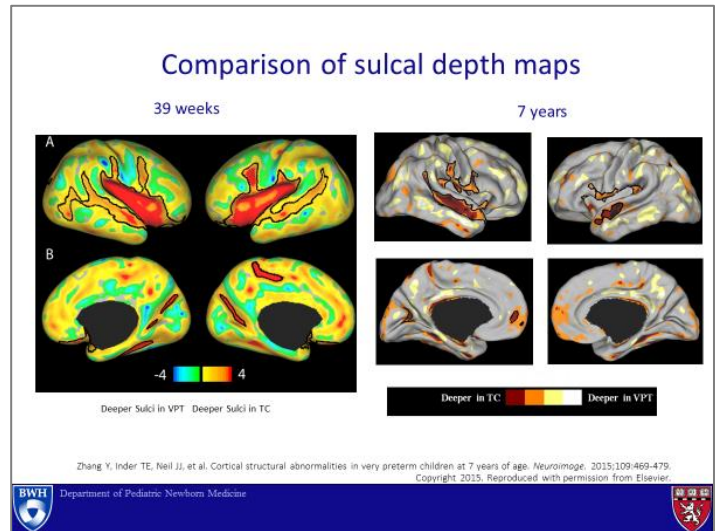 Comparison of sulcal depth maps
39 weeks
7 years
A
B
-4 4
Deeper Sulci in VPT Deeper Sulci in TC
Deeper in TC Deeper in VPT
Zhang Y, Inder TE, Neil JJ, et al. Cortical structural abnormalities in very preterm children at 7 years of age. Neuroimage. 2015;109:469-479.
Copyright 2015. Reproduced with permission from Elsevier.
BWH
Department of Pediatric Newborn Medicine